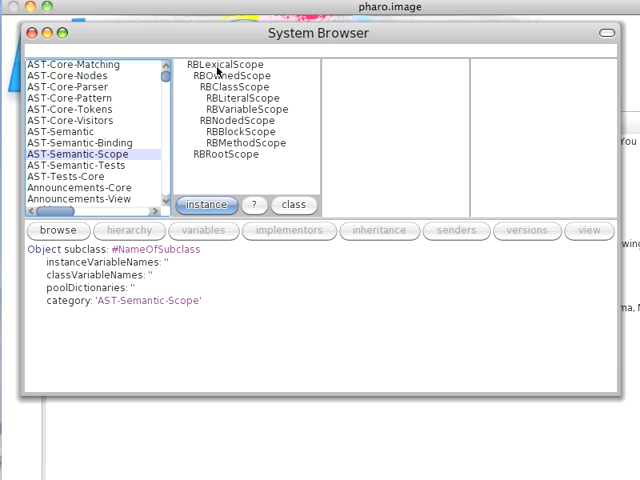 pharo.image
System Browser
AST-Core-Matching
AST-Core-Nodes
AST-Core-Parser
AST-Core-Pattern
AST-Core-Tokens
AST-Core-Visitors
AST-Semantic
AST-Semantic-Binding
AST-Semantic-Scope
AST-Semantic-Tests
AST-Tests-Core
Announcements-Core
Announcements-View
RBLexicalScope
RBOwnedScope
RBClassScope
RBLiteralScope
RBVariableScope
RBNodedScope
RBBlockScope
RBMethodScope
RBRootScope
instance ? class
browse hierarchy variables implementors inheritance senders versions view
Object subclass: #NameOfSubclass
instanceVariableNames: ''
classVariableNames: ''
poolDictionaries: ''
category: 'AST-Semantic-Scope'
You